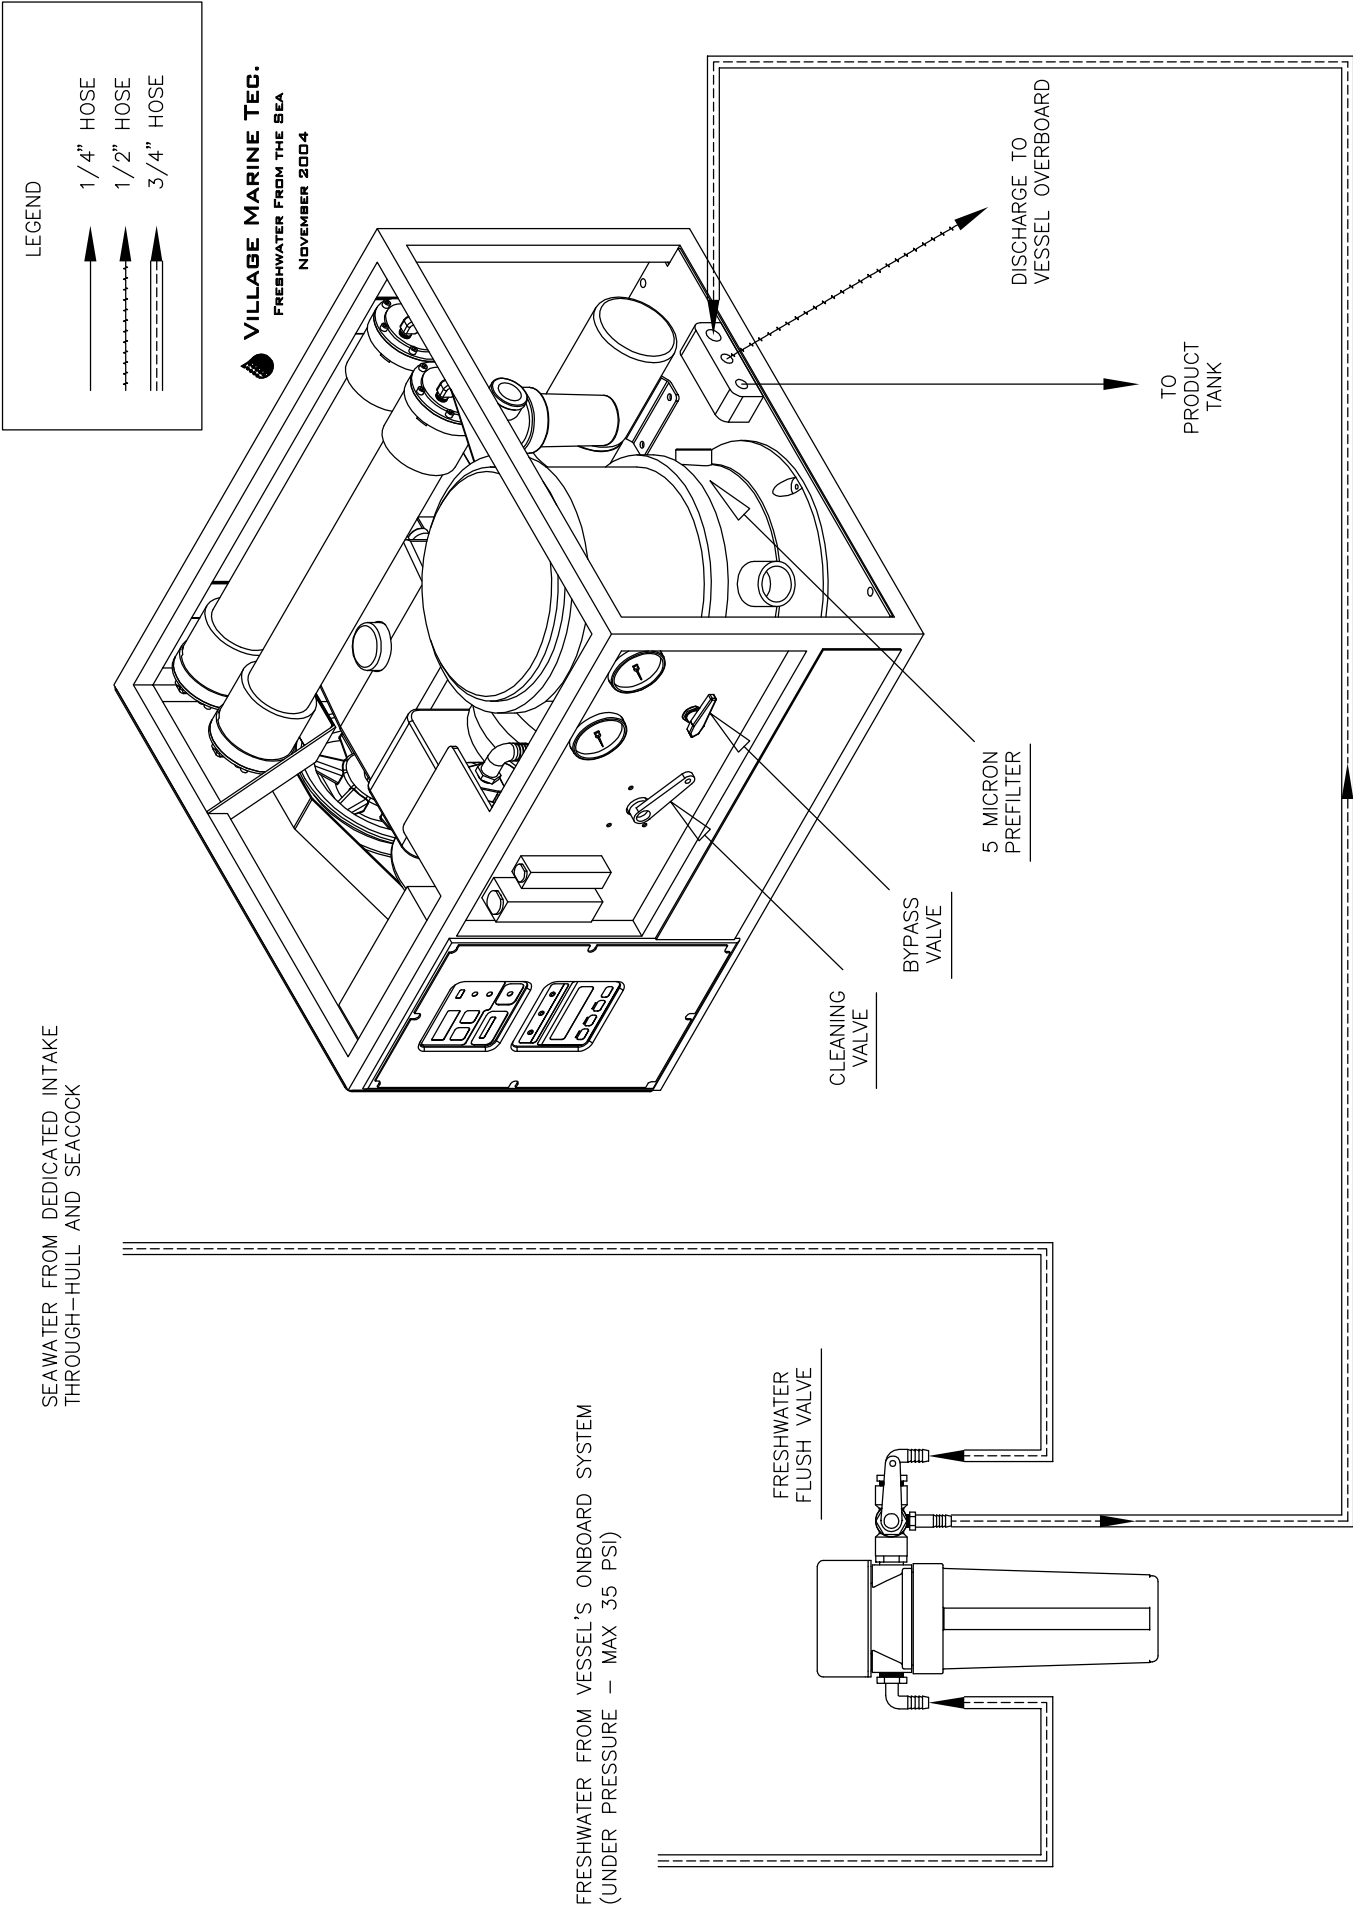 SEAWATER FROM DEDICATED INTAKE
THROUGH-HULL AND SEACOCK
LEGEND
1/4" HOSE
1/2" HOSE
3/4" HOSE
VILLAGE MARINE TEC.
FRESHWATER FROM THE SEA
NOVEMBER 2004
FRESHWATER FROM VESSEL'S ONBOARD SYSTEM
(UNDER PRESSURE - MAX 35 PSI)
FRESHWATER
FLUSH VALVE
CLEANING
VALVE
BYPASS
VALVE
5 MICRON
PREFILTER
DISCHARGE TO
VESSEL OVERBOARD
TO
PRODUCT
TANK